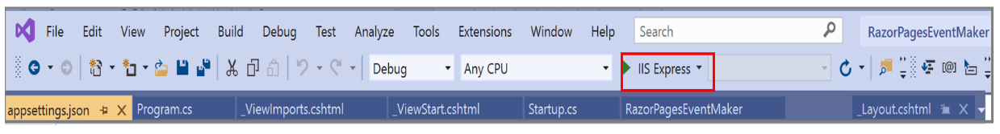 File Edit View Project Build Debug Test Analyze Tools Extensions Window Help Search RazorPagesEventMaker
Debug Any CPU IIS Express
appsettings.json Program.cs _ViewImports.cshtml _ViewStart.cshtml Startup.cs RazorPagesEventMaker _Layout.cshtml